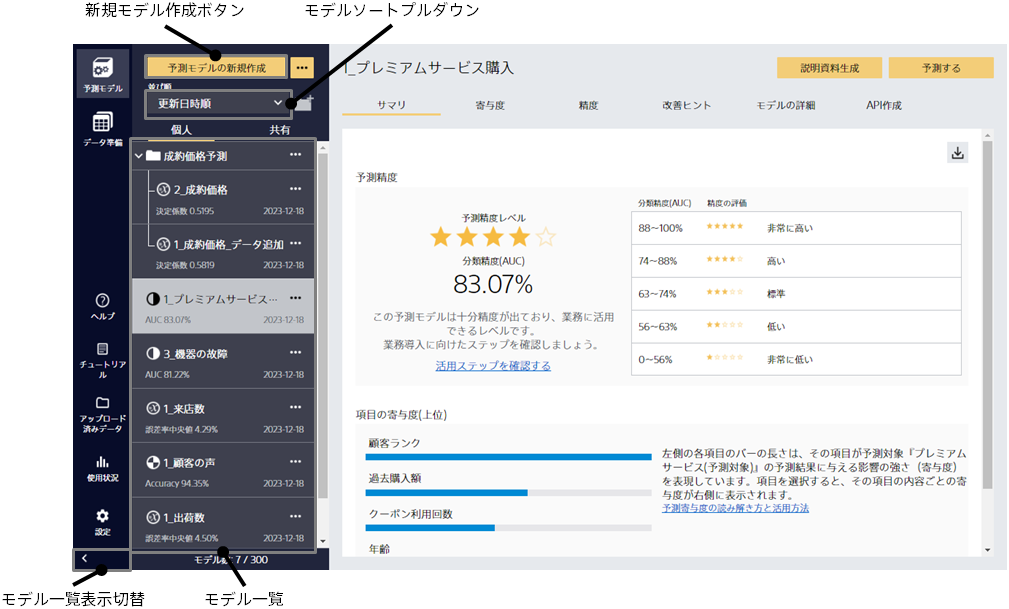 新規モデル作成ボタン
モデルソートプルダウン
予測モデル
データ準備
ヘルプ
チュートリア
ル
アップロード
済みデータ
使用状況
設定
予測モデルの新規作成
並び順
更新日時順
個人
共有
成約価格予測
2_成約価格
決定係数 0.5195
2023-12-18
1_成約価格_データ追加
決定係数 0.5819
2023-12-18
1_プレミアムサービス…
AUC 83.07%
2023-12-18
3_機器の故障
AUC 81.22%
2023-12-18
1_来店数
誤差率中央値 4.29%
2023-12-18
1_顧客の声
Accuracy 94.35%
2023-12-18
1_出荷数
誤差率中央値 4.50%
2023-12-18
モデル数 7 / 300
1_プレミアムサービス購入
説明資料生成
予測する
サマリ
寄与度
精度
改善ヒント
モデルの詳細
API作成
予測精度
予測精度レベル
分類精度(AUC)
83.07%
この予測モデルは十分精度が出ており、業務に活用
できるレベルです。
業務導入に向けたステップを確認しましょう。
活用ステップを確認する
分類精度(AUC)
精度の評価
88～100%
非常に高い
74～88%
高い
63～74%
標準
56～63%
低い
0～56%
非常に低い
項目の寄与度(上位)
顧客ランク
過去購入額
クーポン利用回数
年齢
左側の各項目のバーの長さは、その項目が予測対象『プレミアム
サービス(予測対象)』の予測結果に与える影響の強さ（寄与度）
を表現しています。項目を選択すると、その項目の内容ごとの寄
与度が右側に表示されます。
予測寄与度の読み解き方と活用方法
モデル一覧表示切替
モデル一覧